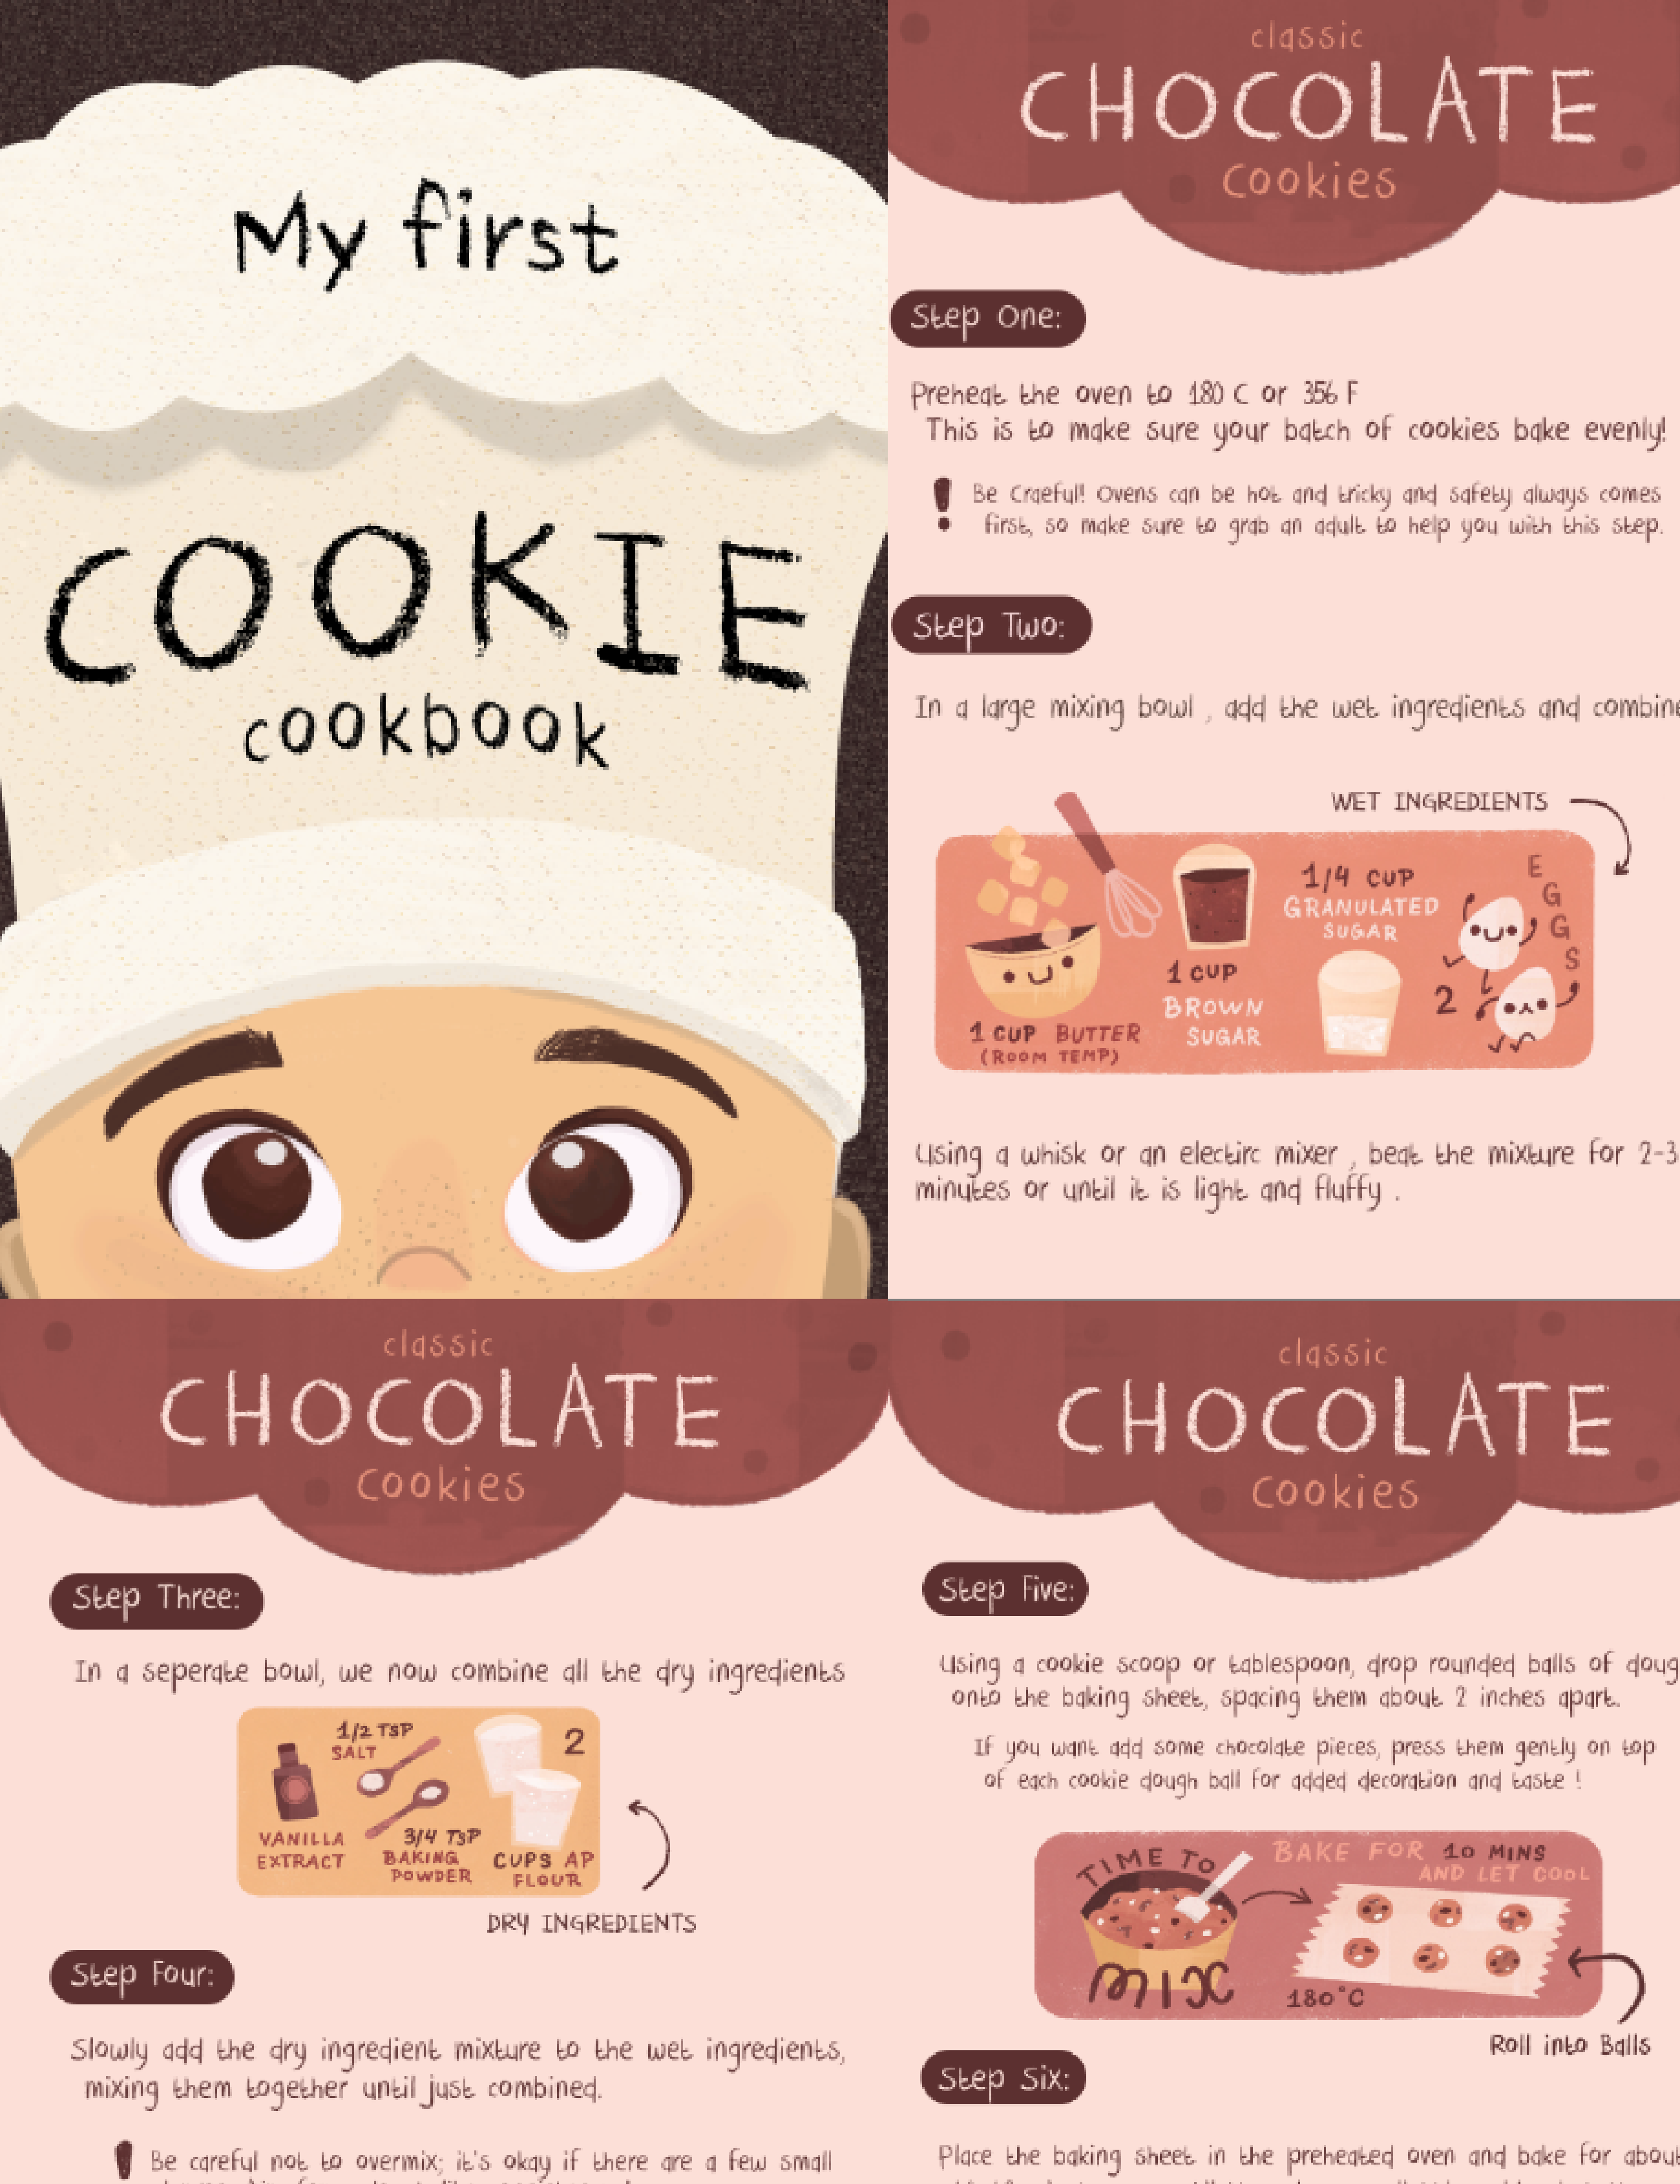 My first
COOKIE
cookbook
classic
CHOCOLATE
cookies
Step One:
Preheat the oven to 180 C or 356 F
This is to make sure your batch of cookies bake evenly!
! Be Craeful! Ovens can be hot and tricky and safety always comes
first, so make sure to grab an adult to help you with this step.
Step Two:
In a large mixing bowl , add the wet ingredients and combine
WET INGREDIENTS
1 CUP BUTTER
(ROOM TEMP)
1 CUP
BROWN
SUGAR
1/4 CUP
GRANULATED
SUGAR
2
EGGS
Using a whisk or an electirc mixer , beat the mixture for 2-3
minutes or until it is light and fluffy .
classic
CHOCOLATE
cookies
Step Three:
In a seperate bowl, we now combine all the dry ingredients
VANILLA
EXTRACT
1/2 TSP
SALT
3/4 TSP
BAKING
POWDER
2
CUPS AP
FLOUR
DRY INGREDIENTS
Step Four:
Slowly add the dry ingredient mixture to the wet ingredients,
mixing them together until just combined.
! Be careful not to overmix; it's okay if there are a few small
classic
CHOCOLATE
cookies
Step Five:
Using a cookie scoop or tablespoon, drop rounded balls of doug
onto the baking sheet, spacing them about 2 inches apart.
If you want add some chocolate pieces, press them gently on top
of each cookie dough ball for added decoration and taste !
TIME TO
MIX
BAKE FOR 10 MINS
AND LET COOL
180°C
Roll into Balls
Step Six:
Place the baking sheet in the preheated oven and bake for abou